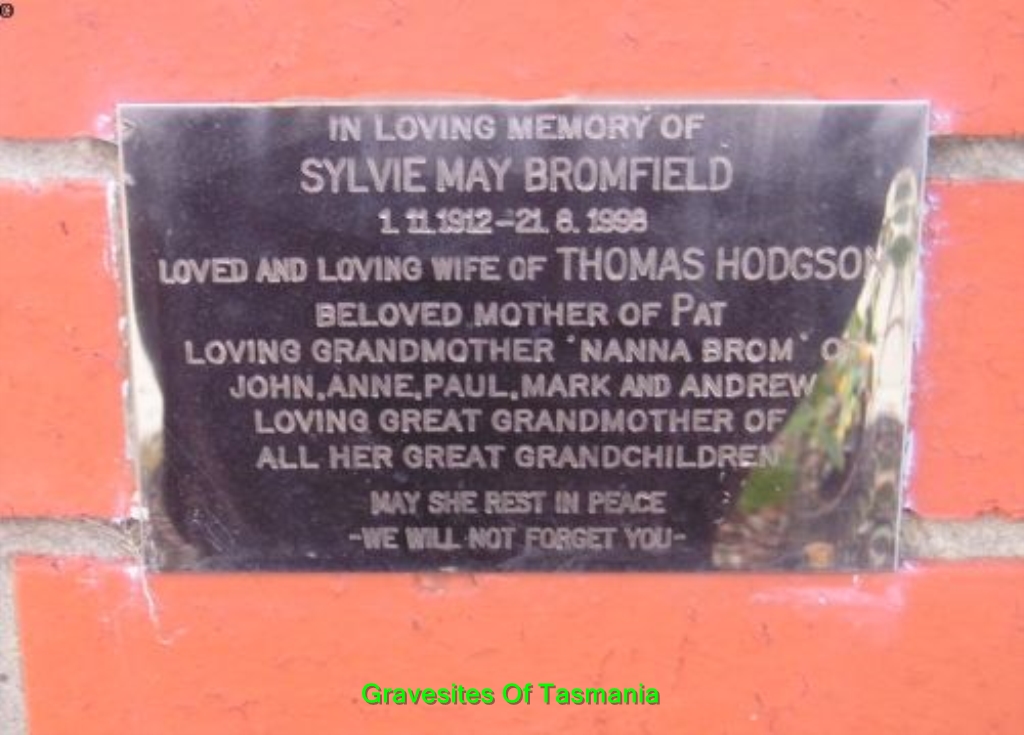 IN LOVING MEMORY OF
SYLVIE MAY BROMFIELD
1.11.1912-21.8.1998
LOVED AND LOVING WIFE OF THOMAS HODGSON
BELOVED MOTHER OF PAT
LOVING GRANDMOTHER "NANNA BROM" OF
JOHN, ANNE, PAUL, MARK AND ANDREW
LOVING GREAT GRANDMOTHER OF
ALL HER GREAT GRANDCHILDREN
MAY SHE REST IN PEACE
-WE WILL NOT FORGET YOU-
Gravesites Of Tasmania